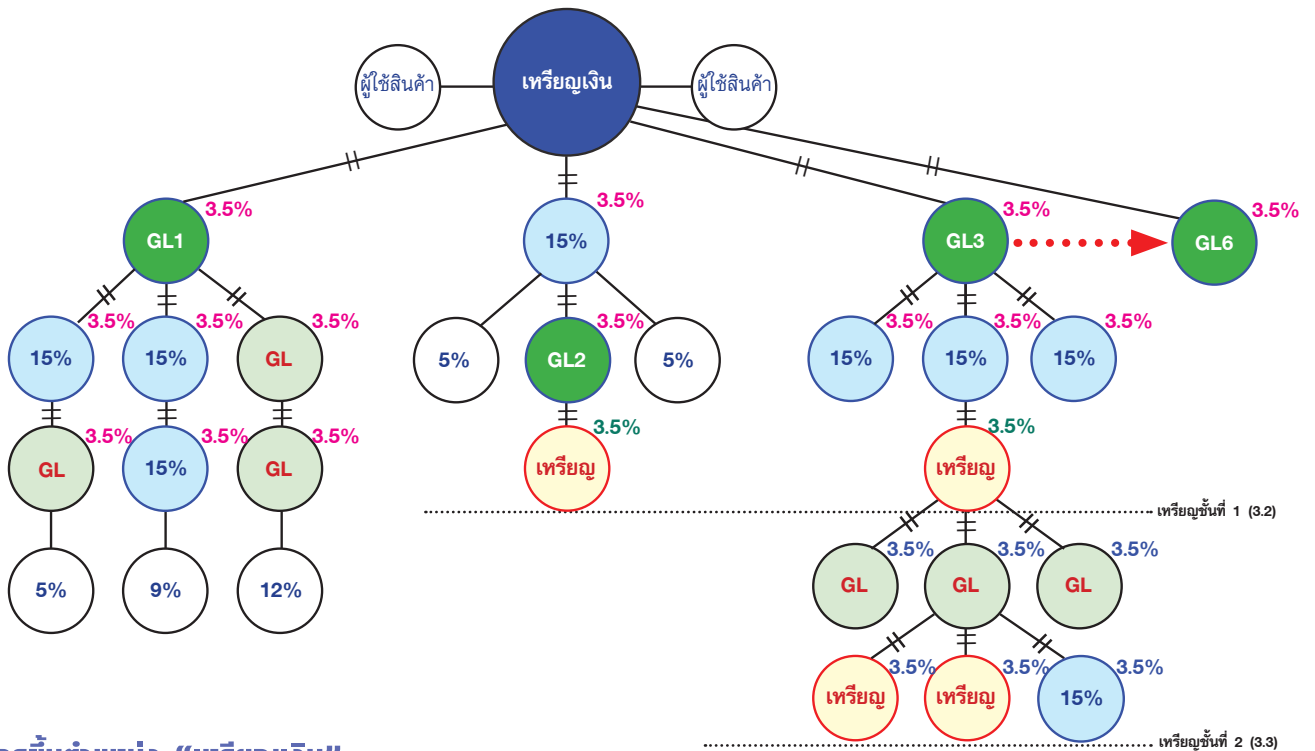 ผู้ใช้สินค้า เหรียญเงิน ผู้ใช้สินค้า
3.5% 3.5% 3.5% 3.5%
GL1 15% GL3 GL6
3.5% 3.5% 3.5% 3.5% 3.5% 3.5% 3.5%
15% 15% GL 5% GL2 5% 15% 15% 15%
3.5% 3.5% 3.5% 3.5% 3.5%
GL 15% GL เหรียญ เหรียญ
เหรียญชั้นที่ 1 (3.2)
3.5% 3.5% 3.5%
5% 9% 12% GL GL GL
3.5% 3.5% 3.5%
เหรียญ เหรียญ 15%
เหรียญชั้นที่ 2 (3.3)